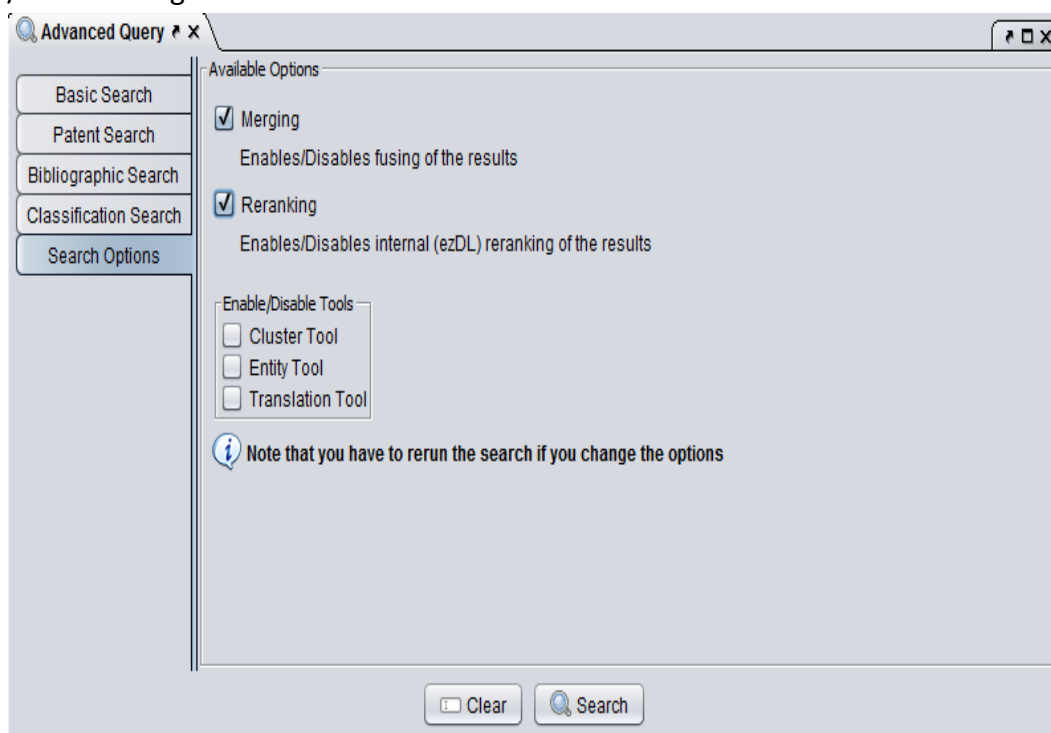 Advanced Query
Basic Search
Patent Search
Bibliographic Search
Classification Search
Search Options
Available Options
Merging
Enables/Disables fusing of the results
Reranking
Enables/Disables internal (ezDL) reranking of the results
Enable/Disable Tools
Cluster Tool
Entity Tool
Translation Tool
Note that you have to rerun the search if you change the options
Clear
Search